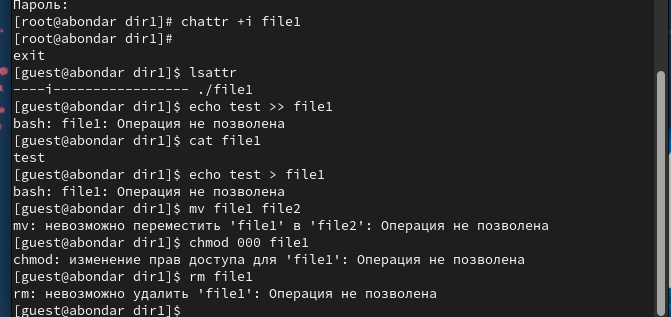 Пароль:
[root@abondar dir1]# chattr +i file1
[root@abondar dir1]#
exit
[guest@abondar dir1]$ lsattr
----i----------------- ./file1
[guest@abondar dir1]$ echo test >> file1
bash: file1: Операция не позволена
[guest@abondar dir1]$ cat file1
test
[guest@abondar dir1]$ echo test > file1
bash: file1: Операция не позволена
[guest@abondar dir1]$ mv file1 file2
mv: невозможно переместить 'file1' в 'file2': Операция не позволена
[guest@abondar dir1]$ chmod 000 file1
chmod: изменение прав доступа для 'file1': Операция не позволена
[guest@abondar dir1]$ rm file1
rm: невозможно удалить 'file1': Операция не позволена
[guest@abondar dir1]$